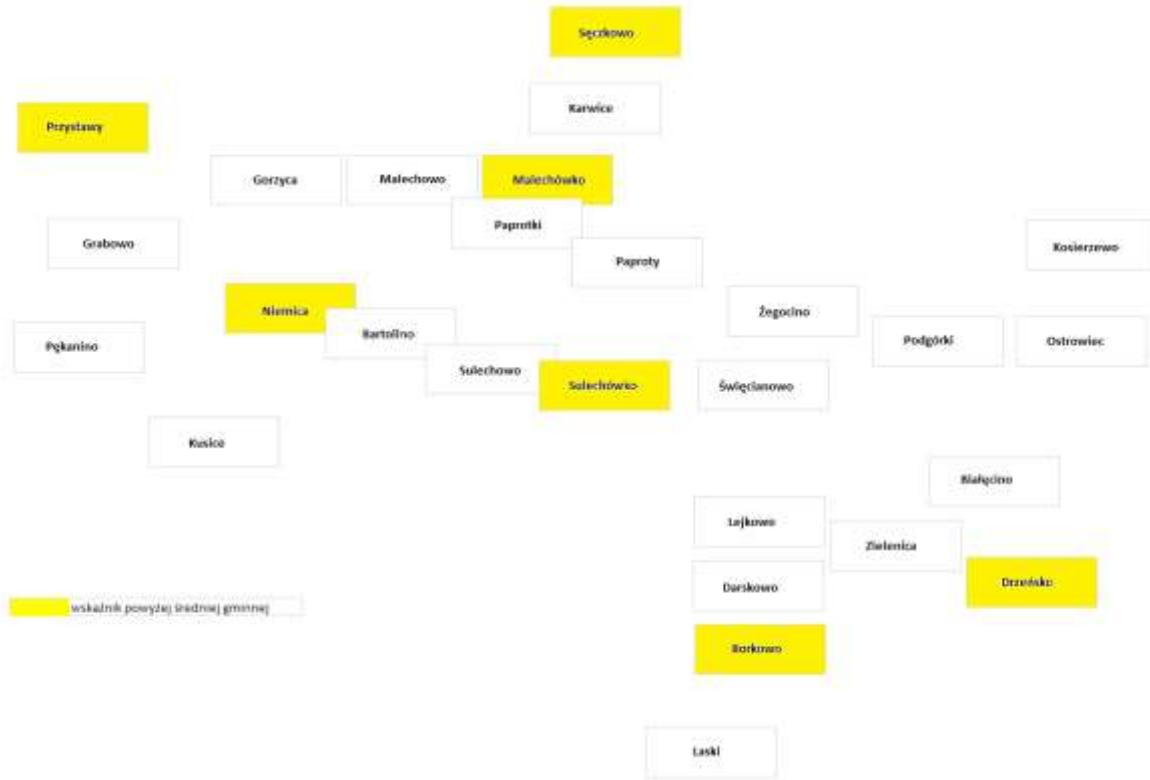 Sęczkowo
Karwice
Przystawy
Gorzyca
Malechowo
Malechówko
Paprotki
Grabowo
Paproty
Kosierzewo
Niemica
Żegocino
Bartolino
Podgórki
Ostrowiec
Pękanino
Sulechowo
Sulechówko
Święcianowo
Kusice
Białęcino
Lejkowo
Zielenica
Drzeńsko
Darskowo
wskaźnik powyżej średniej gminnej
Borkowo
Laski